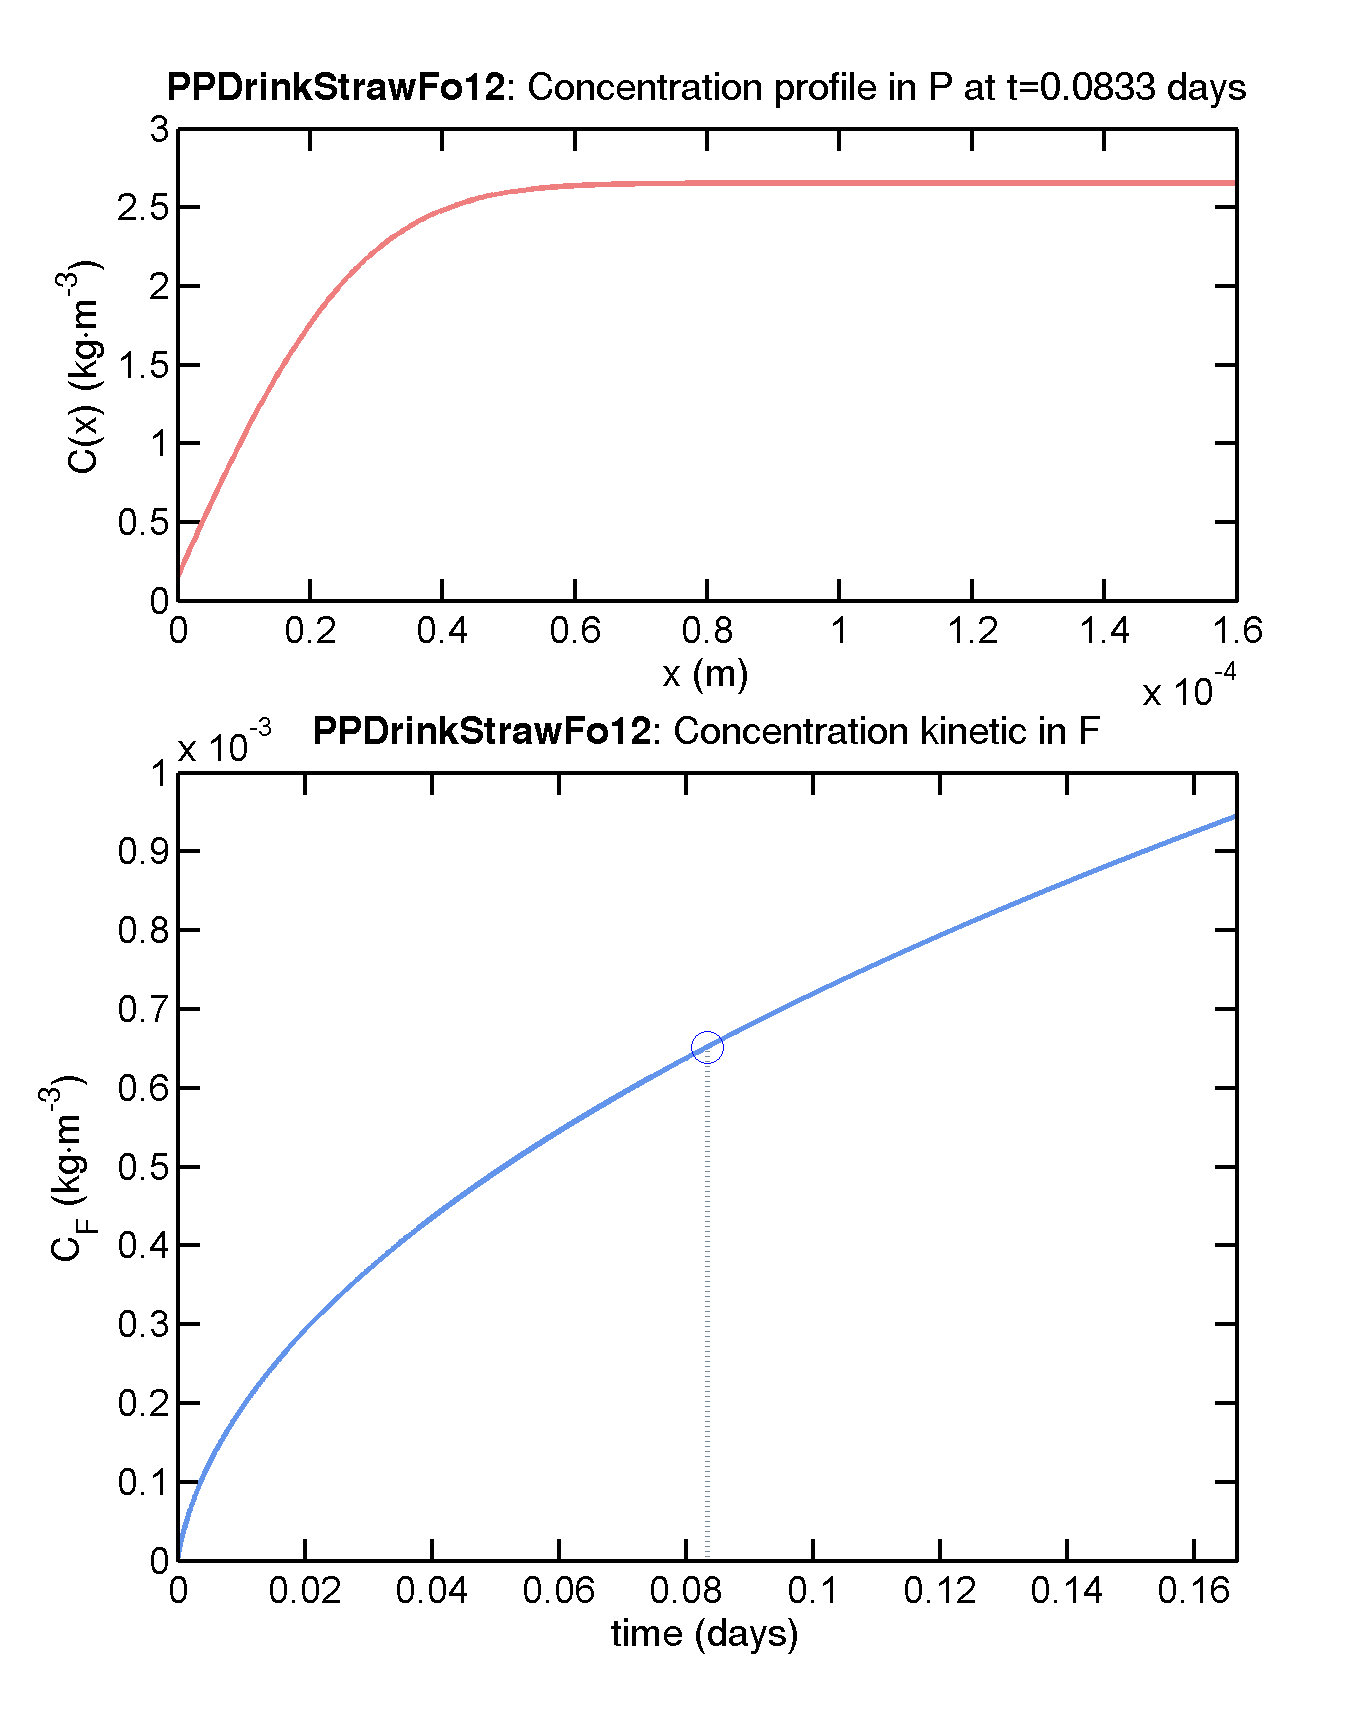 PPDrinkStrawFo12: Concentration profile in P at t=0.0833 days
3
2.5
2
1.5
1
0.5
0
C(x) (kg·m⁻³)
0 0.2 0.4 0.6 0.8 1 1.2 1.4 1.6
x (m)
x 10⁻⁴
x 10⁻³
PPDrinkStrawFo12: Concentration kinetic in F
1
0.9
0.8
0.7
0.6
0.5
0.4
0.3
0.2
0.1
0
C_F (kg·m⁻³)
0 0.02 0.04 0.06 0.08 0.1 0.12 0.14 0.16
time (days)